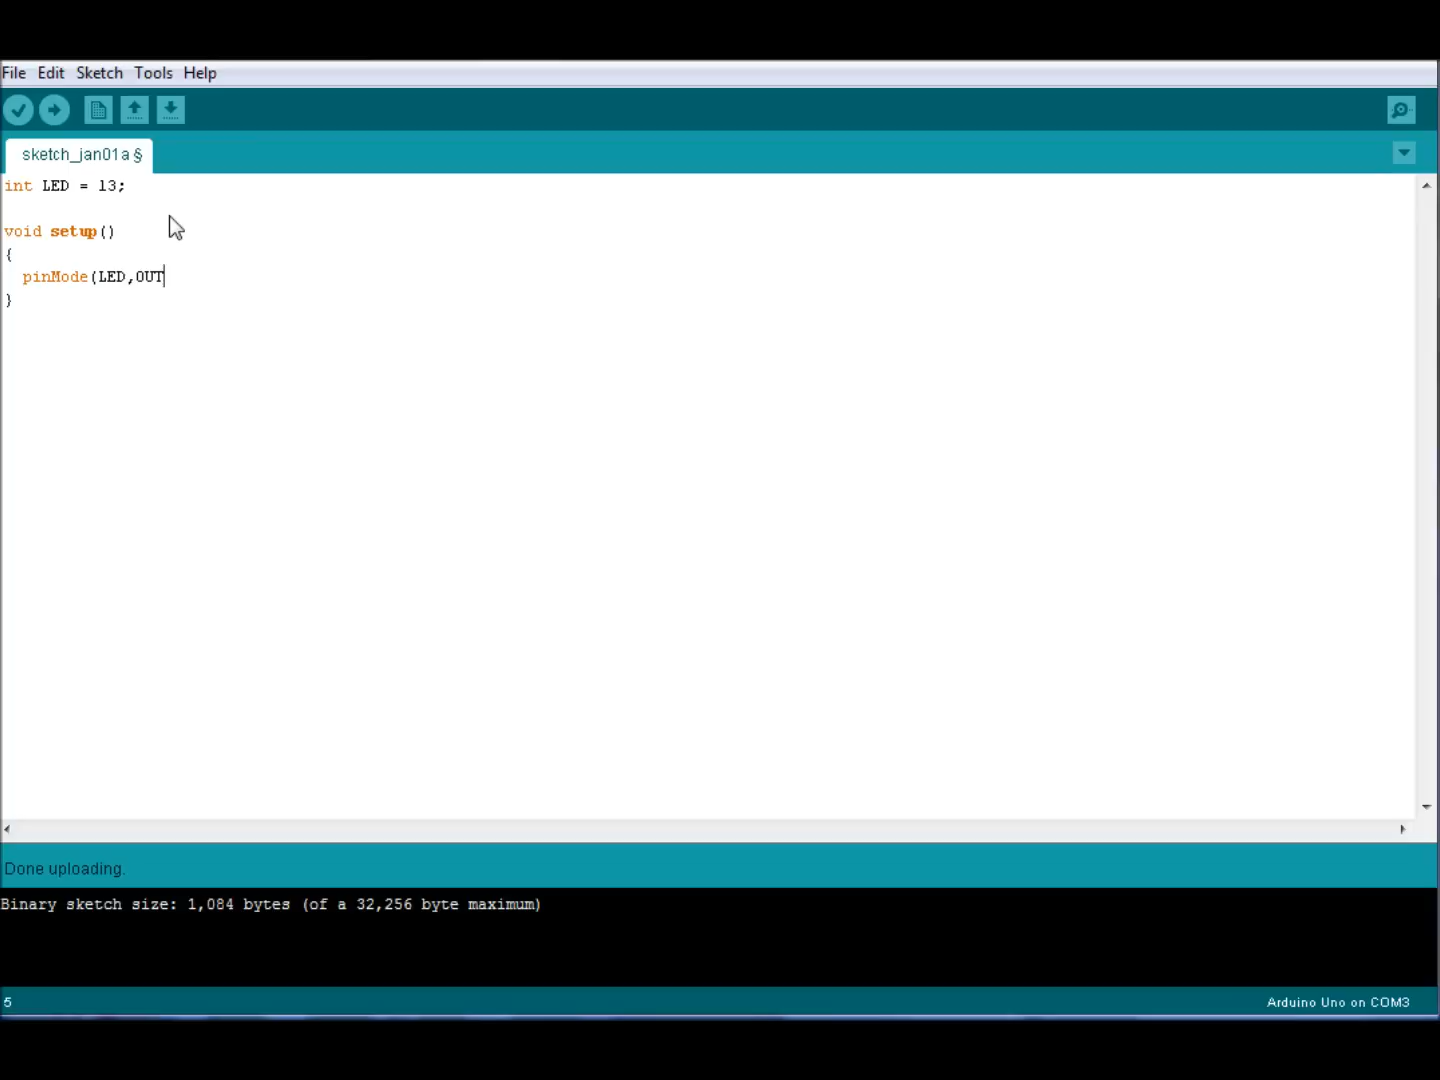 File Edit Sketch Tools Help
sketch_jan01a §
int LED = 13;
void setup()
{
pinMode(LED,OUT
}
Done uploading.
Binary sketch size: 1,084 bytes (of a 32,256 byte maximum)
5
Arduino Uno on COM3